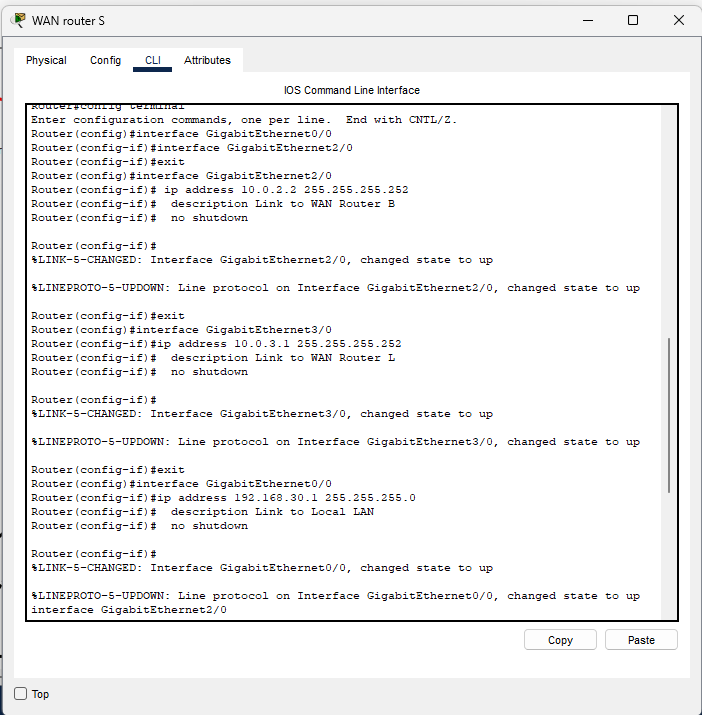 WAN router S
Physical Config CLI Attributes
IOS Command Line Interface
Router#config terminal
Enter configuration commands, one per line.  End with CNTL/Z.
Router(config)#interface GigabitEthernet0/0
Router(config-if)#interface GigabitEthernet2/0
Router(config-if)#exit
Router(config)#interface GigabitEthernet2/0
Router(config-if)# ip address 10.0.2.2 255.255.255.252
Router(config-if)#  description Link to WAN Router B
Router(config-if)#  no shutdown
Router(config-if)#
%LINK-5-CHANGED: Interface GigabitEthernet2/0, changed state to up
%LINEPROTO-5-UPDOWN: Line protocol on Interface GigabitEthernet2/0, changed state to up
Router(config-if)#exit
Router(config)#interface GigabitEthernet3/0
Router(config-if)#ip address 10.0.3.1 255.255.255.252
Router(config-if)#  description Link to WAN Router L
Router(config-if)#  no shutdown
Router(config-if)#
%LINK-5-CHANGED: Interface GigabitEthernet3/0, changed state to up
%LINEPROTO-5-UPDOWN: Line protocol on Interface GigabitEthernet3/0, changed state to up
Router(config-if)#exit
Router(config)#interface GigabitEthernet0/0
Router(config-if)#ip address 192.168.30.1 255.255.255.0
Router(config-if)#  description Link to Local LAN
Router(config-if)#  no shutdown
Router(config-if)#
%LINK-5-CHANGED: Interface GigabitEthernet0/0, changed state to up
%LINEPROTO-5-UPDOWN: Line protocol on Interface GigabitEthernet0/0, changed state to up
interface GigabitEthernet2/0
Copy Paste
Top